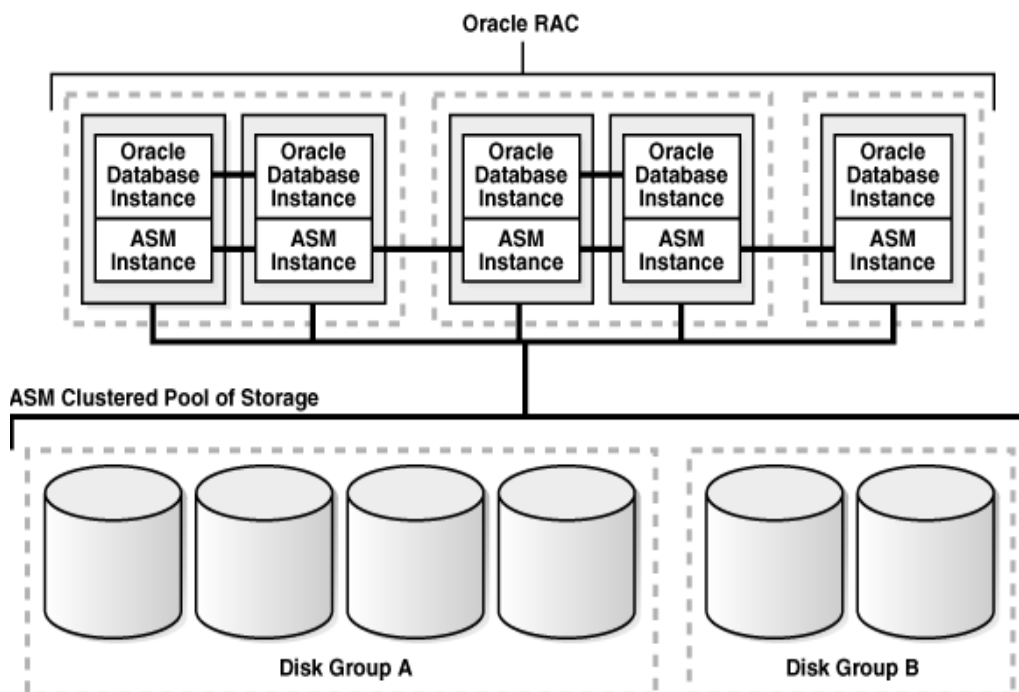 Oracle RAC
Oracle
Database
Instance
ASM
Instance
Oracle
Database
Instance
ASM
Instance
Oracle
Database
Instance
ASM
Instance
Oracle
Database
Instance
ASM
Instance
Oracle
Database
Instance
ASM
Instance
ASM Clustered Pool of Storage
Disk Group A
Disk Group B